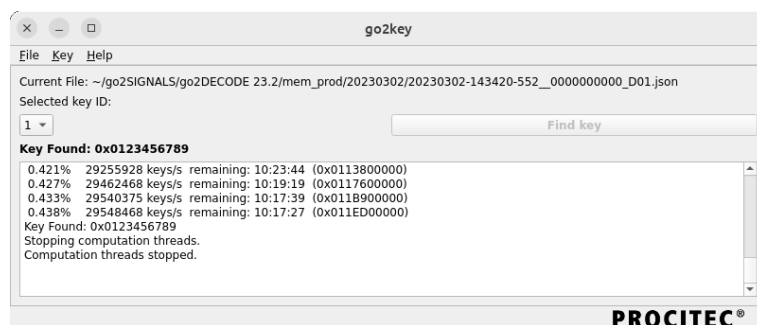 go2key
File Key Help
Current File: ~/go2SIGNALS/go2DECODE 23.2/mem_prod/20230302/20230302-143420-552__0000000000_D01.json
Selected key ID:
1 Find key
Key Found: 0x0123456789
0.421% 29255928 keys/s remaining: 10:23:44 (0x0113800000)
0.427% 29462468 keys/s remaining: 10:19:19 (0x0117600000)
0.433% 29540375 keys/s remaining: 10:17:39 (0x011B900000)
0.438% 29548468 keys/s remaining: 10:17:27 (0x011ED00000)
Key Found: 0x0123456789
Stopping computation threads.
Computation threads stopped.
PROCITEC®